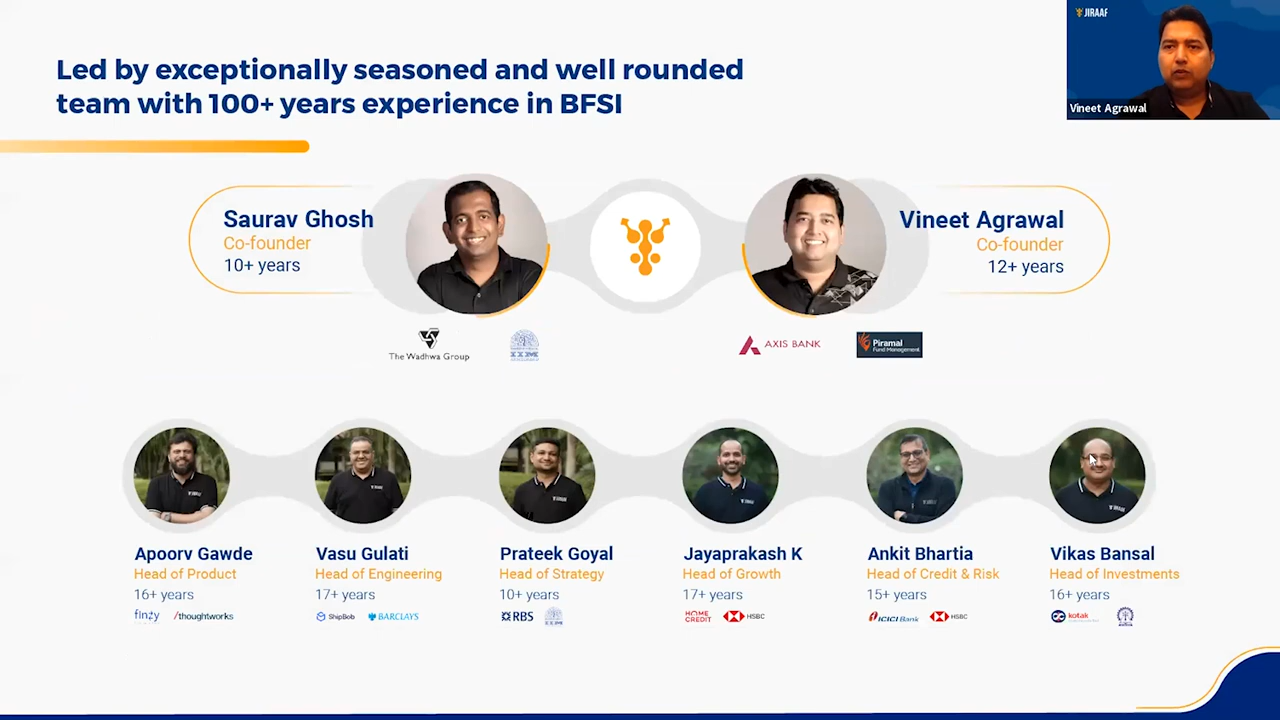 Led by exceptionally seasoned and well rounded
team with 100+ years experience in BFSI
JIRAAF
Vineet Agrawal
Saurav Ghosh
Co-founder
10+ years
Vineet Agrawal
Co-founder
12+ years
The Wadhwa Group
IIM
AXIS BANK
Piramal
Fund Management
Apoorv Gawde
Head of Product
16+ years
finzy /thoughtworks
Vasu Gulati
Head of Engineering
17+ years
ShipBob BARCLAYS
Prateek Goyal
Head of Strategy
10+ years
RBS IIM
Jayaprakash K
Head of Growth
17+ years
HOME
CREDIT HSBC
Ankit Bhartia
Head of Credit & Risk
15+ years
ICICI Bank HSBC
Vikas Bansal
Head of Investments
16+ years
kotak